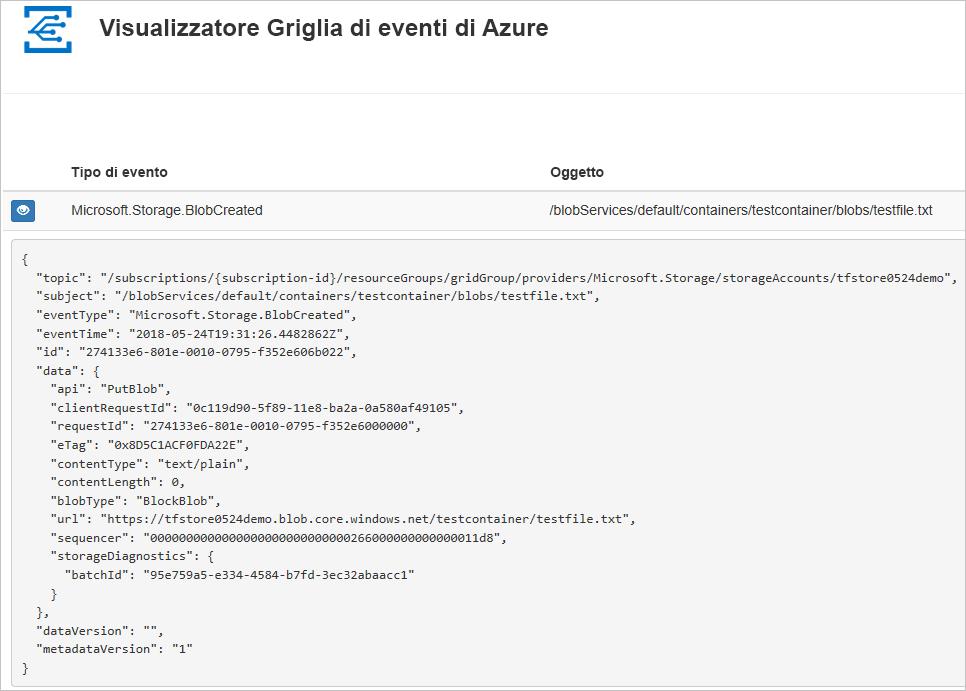 Visualizzatore Griglia di eventi di Azure
Tipo di evento Oggetto
Microsoft.Storage.BlobCreated /blobServices/default/containers/testcontainer/blobs/testfile.txt
{
"topic": "/subscriptions/{subscription-id}/resourceGroups/gridGroup/providers/Microsoft.Storage/storageAccounts/tfstore0524demo",
"subject": "/blobServices/default/containers/testcontainer/blobs/testfile.txt",
"eventType": "Microsoft.Storage.BlobCreated",
"eventTime": "2018-05-24T19:31:26.4482862Z",
"id": "274133e6-801e-0010-0795-f352e606b022",
"data": {
"api": "PutBlob",
"clientRequestId": "0c119d90-5f89-11e8-ba2a-0a580af49105",
"requestId": "274133e6-801e-0010-0795-f352e6000000",
"eTag": "0x8D5C1ACF0FDA22E",
"contentType": "text/plain",
"contentLength": 0,
"blobType": "BlockBlob",
"url": "https://tfstore0524demo.blob.core.windows.net/testcontainer/testfile.txt",
"sequencer": "00000000000000000000000000000266000000000000011d8",
"storageDiagnostics": {
"batchId": "95e759a5-e334-4584-b7fd-3ec32abaacc1"
}
},
"dataVersion": "",
"metadataVersion": "1"
}